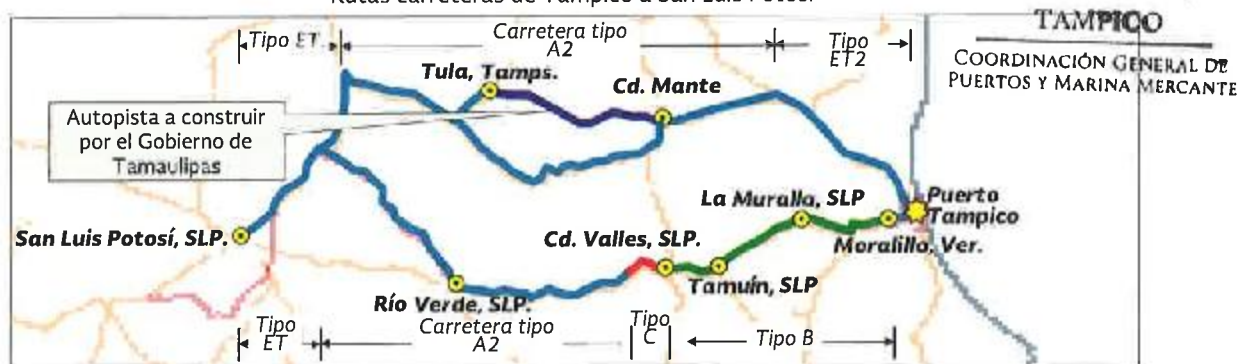 Rutas carreteras de Tampico a San Luis Potosí
TAMPICO
COORDINACIÓN GENERAL DE
PUERTOS Y MARINA MERCANTE
Tipo ET
Carretera tipo
A2
Tipo
ET2
Tula, Tamps.
Cd. Mante
Autopista a construir
por el Gobierno de
Tamaulipas
La Muralla, SLP
Puerto
Tampico
San Luis Potosí, SLP.
Cd. Valles, SLP.
Moralillo, Ver.
Tamuín, SLP
Río Verde, SLP.
Tipo
ET
Carretera tipo
A2
Tipo
C
Tipo B